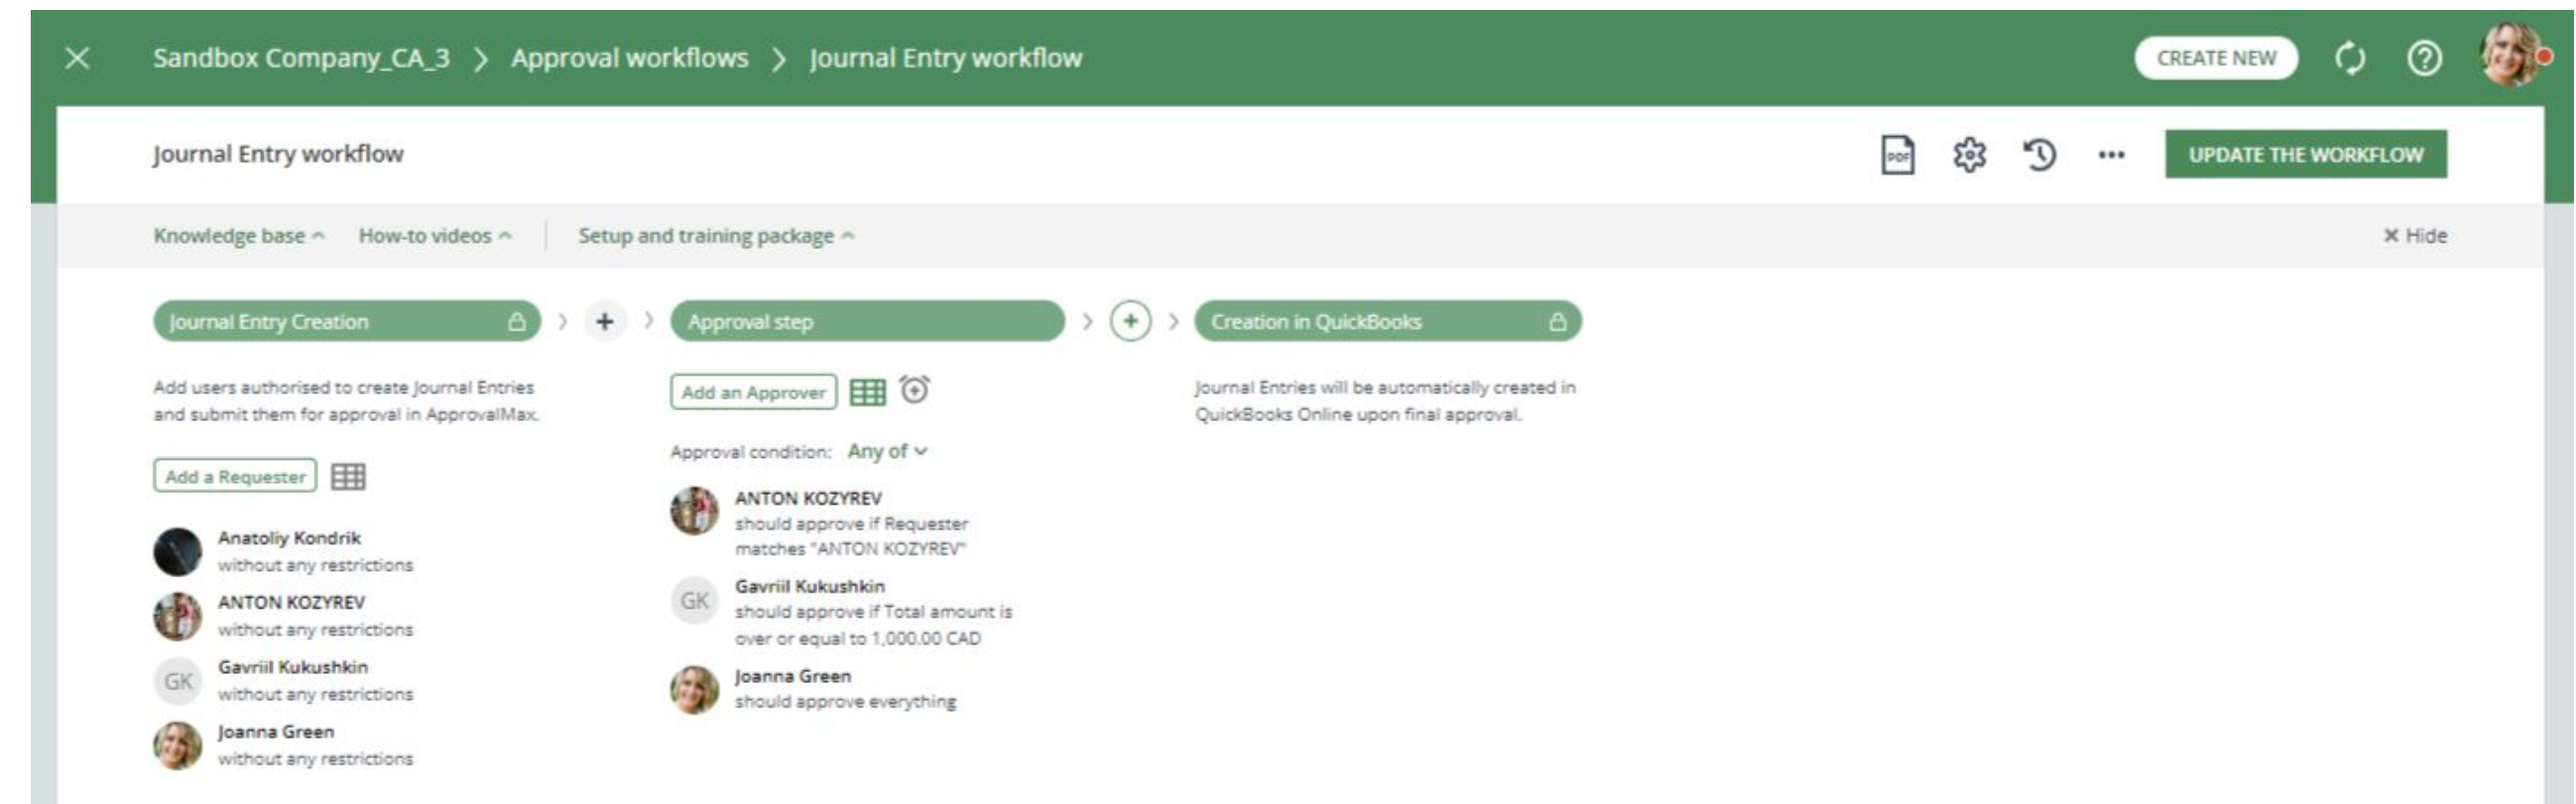 Sandbox Company_CA_3 > Approval workflows > Journal Entry workflow
CREATE NEW
Journal Entry workflow
PDF
UPDATE THE WORKFLOW
Knowledge base How-to videos Setup and training package
× Hide
Journal Entry Creation
Add users authorised to create Journal Entries
and submit them for approval in ApprovalMax.
Add a Requester
Anatoliy Kondrik
without any restrictions
ANTON KOZYREV
without any restrictions
GK
Gavriil Kukushkin
without any restrictions
Joanna Green
without any restrictions
Approval step
Add an Approver
Approval condition: Any of
ANTON KOZYREV
should approve if Requester
matches "ANTON KOZYREV"
GK
Gavriil Kukushkin
should approve if Total amount is
over or equal to 1,000.00 CAD
Joanna Green
should approve everything
Creation in QuickBooks
Journal Entries will be automatically created in
QuickBooks Online upon final approval.